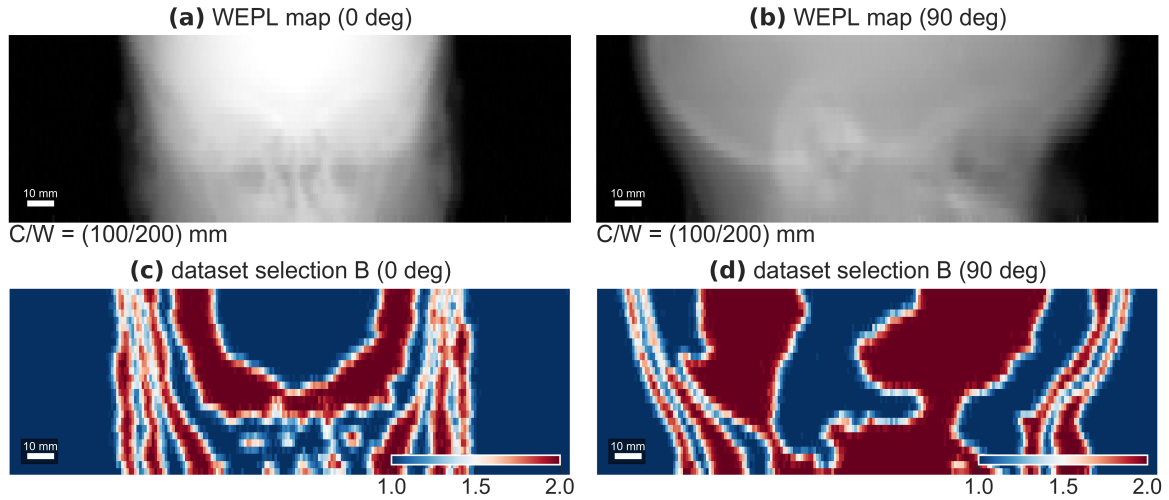 (a) WEPL map (0 deg)
(b) WEPL map (90 deg)
10 mm
10 mm
C/W = (100/200) mm
C/W = (100/200) mm
(c) dataset selection B (0 deg)
(d) dataset selection B (90 deg)
10 mm
10 mm
1.0 1.5 2.0
1.0 1.5 2.0